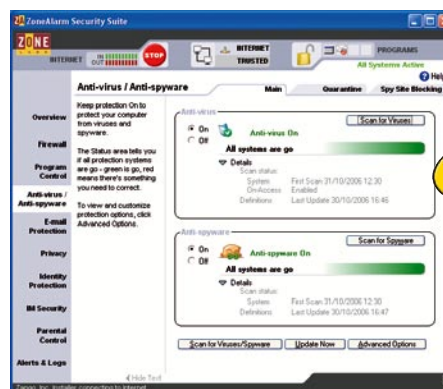 ZoneAlarm Security Suite
ZONE
LABS
INTERNET
IN
OUT
STOP
INTERNET
TRUSTED
PROGRAMS
All Systems Active
Help
Anti-virus / Anti-spyware
Main
Quarantine
Spy Site Blocking
Overview
Firewall
Program
Control
Anti-virus /
Anti-spyware
E-mail
Protection
Privacy
Identity
Protection
IM Security
Parental
Control
Alerts & Logs
Keep protection On to
protect your computer
from viruses and
spyware.
The Status area tells you
if all protection systems
are go - green is go, red
means there's something
you need to correct.
To view and customize
protection options, click
Advanced Options.
Hide Text
Anti-virus
On
Off
Anti-virus On
Scan for Viruses
All systems are go
Details
Scan status:
System First Scan 31/10/2006 12:30
On-Access Enabled
Definitions Last Update 30/10/2006 16:46
Anti-spyware
On
Off
Anti-spyware On
Scan for Spyware
All systems are go
Details
Scan status:
System First Scan 31/10/2006 12:30
Definitions Last Update 30/10/2006 16:47
Scan for Viruses/Spyware
Update Now
Advanced Options
Installer connecting to Internet